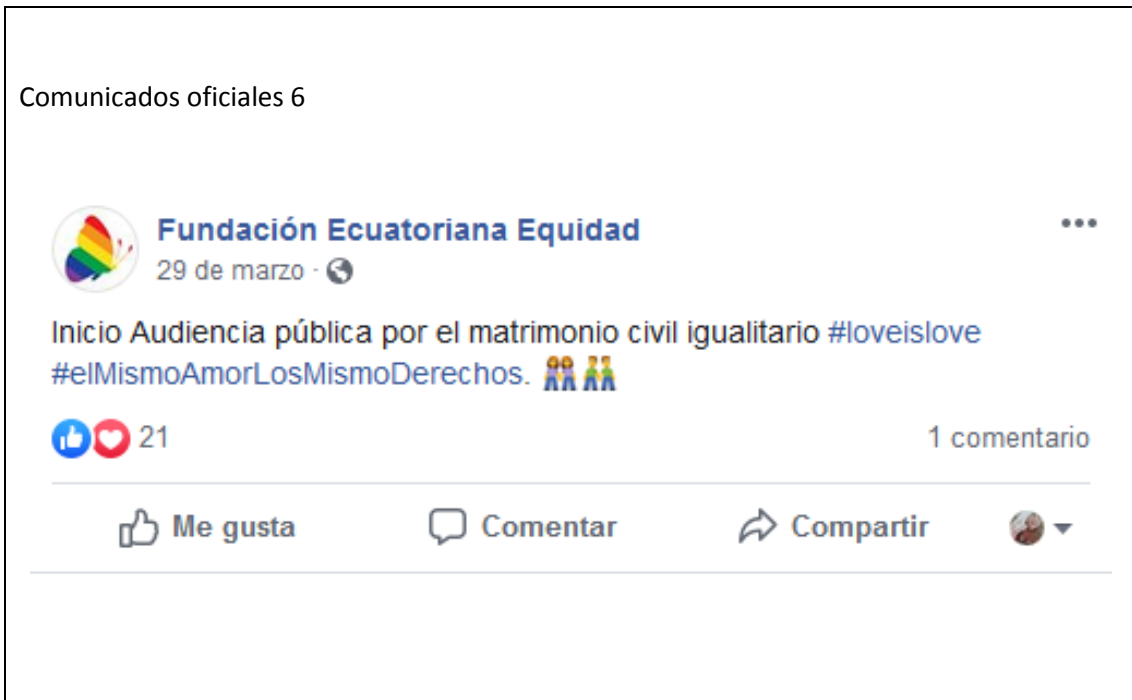 Comunicados oficiales 6
Fundación Ecuatoriana Equidad
29 de marzo ·
Inicio Audiencia pública por el matrimonio civil igualitario #loveislove
#elMismoAmorLosMismoDerechos. 👭 👬
21
1 comentario
Me gusta
Comentar
Compartir